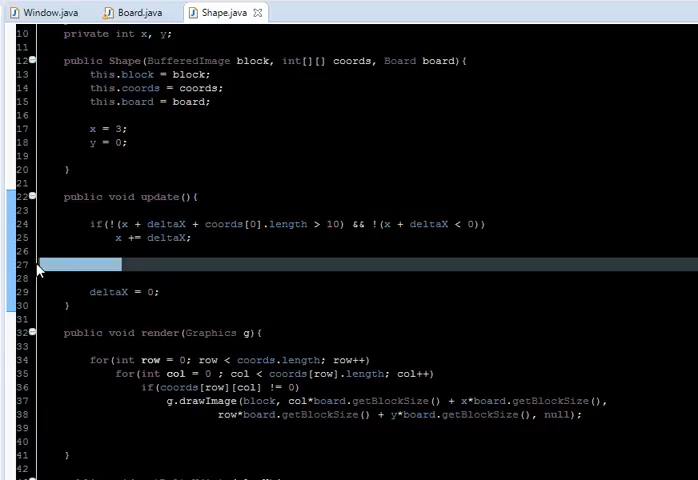 Window.java Board.java Shape.java
10 private int x, y;
11
12 public Shape(BufferedImage block, int[][] coords, Board board){
13 this.block = block;
14 this.coords = coords;
15 this.board = board;
16
17 x = 3;
18 y = 0;
19
20 }
21
22 public void update(){
23
24 if(!(x + deltaX + coords[0].length > 10) && !(x + deltaX < 0))
25 x += deltaX;
26
27
28
29 deltaX = 0;
30 }
31
32 public void render(Graphics g){
33
34 for(int row = 0; row < coords.length; row++)
35 for(int col = 0 ; col < coords[row].length; col++)
36 if(coords[row][col] != 0)
37 g.drawImage(block, col*board.getBlockSize() + x*board.getBlockSize(),
38 row*board.getBlockSize() + y*board.getBlockSize(), null);
39
40
41 }
42